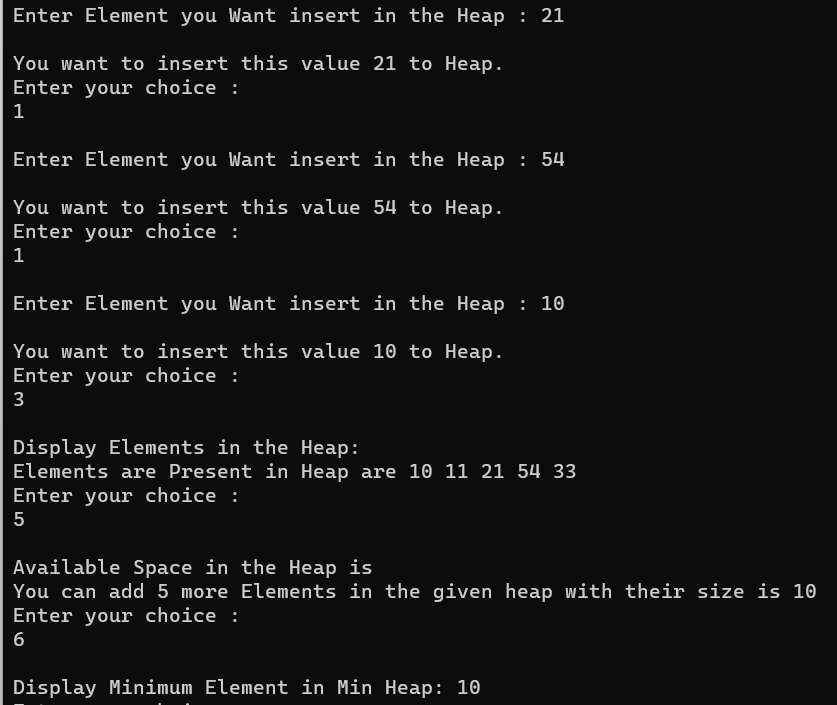 Enter Element you Want insert in the Heap : 21
You want to insert this value 21 to Heap.
Enter your choice :
1
Enter Element you Want insert in the Heap : 54
You want to insert this value 54 to Heap.
Enter your choice :
1
Enter Element you Want insert in the Heap : 10
You want to insert this value 10 to Heap.
Enter your choice :
3
Display Elements in the Heap:
Elements are Present in Heap are 10 11 21 54 33
Enter your choice :
5
Available Space in the Heap is
You can add 5 more Elements in the given heap with their size is 10
Enter your choice :
6
Display Minimum Element in Min Heap: 10